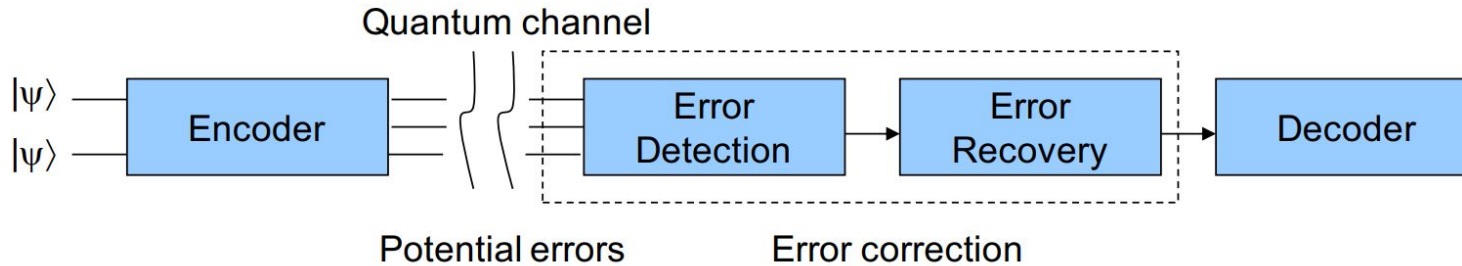 Quantum channel
|ψ⟩
|ψ⟩
Encoder
Error
Detection
Error
Recovery
Decoder
Potential errors
Error correction